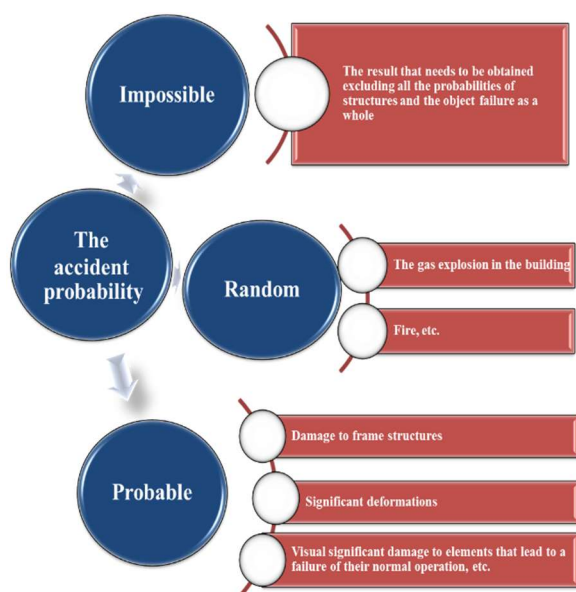 Impossible
The result that needs to be obtained
excluding all the probabilities of
structures and the object failure as a
whole
The
accident
probability
Random
The gas explosion in the building
Fire, etc.
Probable
Damage to frame structures
Significant deformations
Visual significant damage to elements that lead to a
failure of their normal operation, etc.